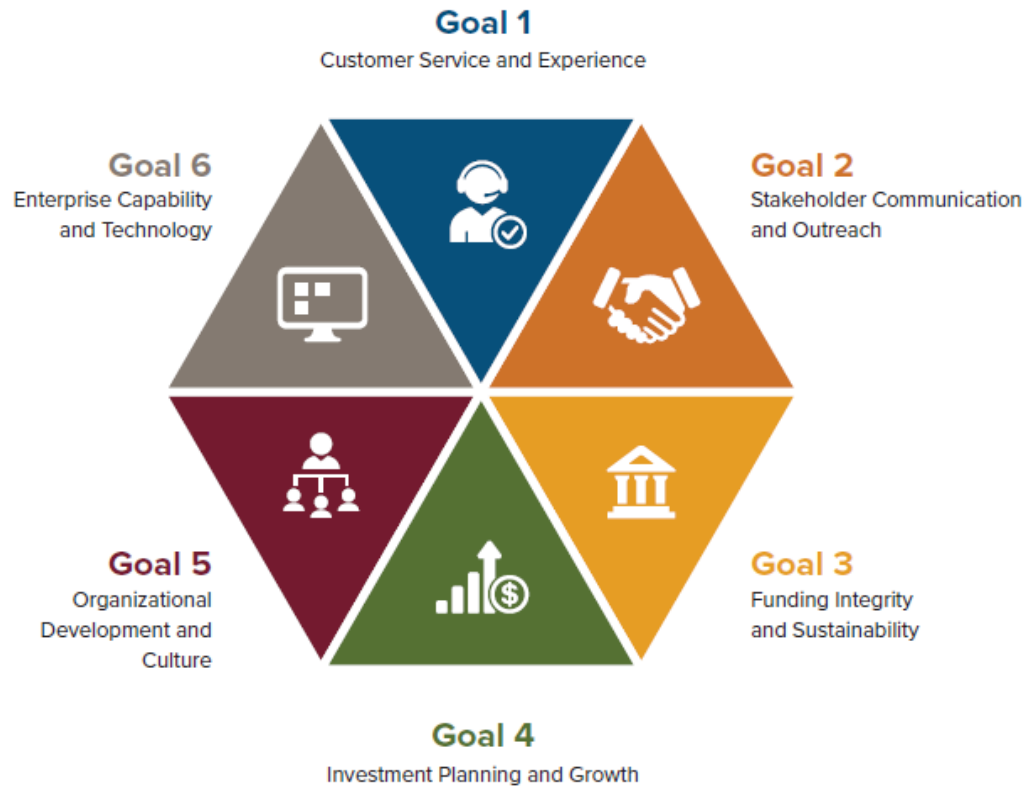 Goal 1
Customer Service and Experience
Goal 2
Stakeholder Communication
and Outreach
Goal 3
Funding Integrity
and Sustainability
Goal 4
Investment Planning and Growth
Goal 5
Organizational
Development and
Culture
Goal 6
Enterprise Capability
and Technology
$